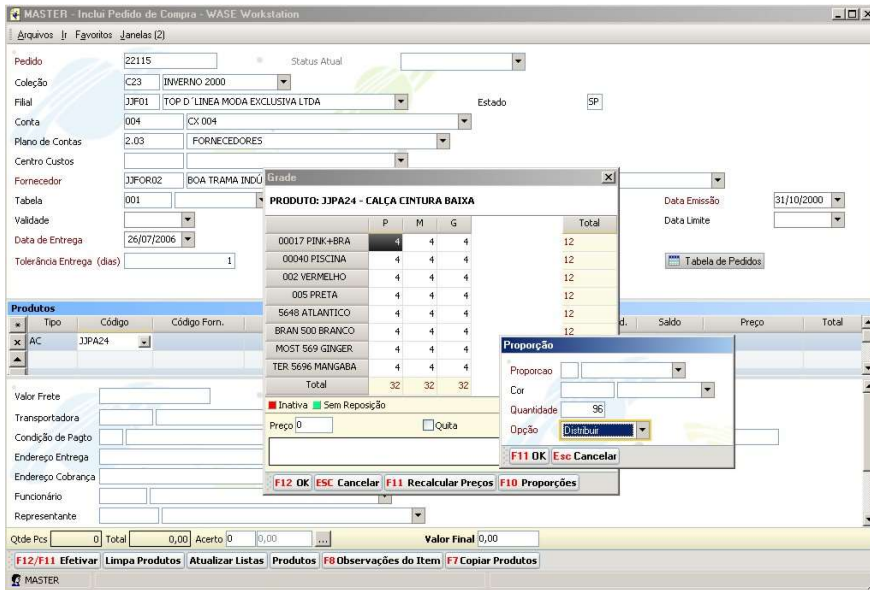 MASTER - Inclui Pedido de Compra - WASE Workstation
Arquivos Ir Favoritos Janelas (2)
Pedido 22115 Status Atual
Coleção C23 INVERNO 2000
Filial JJF01 TOP D´LINEA MODA EXCLUSIVA LTDA Estado SP
Conta 004 CX 004
Plano de Contas 2.03 FORNECEDORES
Centro Custos
Fornecedor JJFOR02 BOA TRAMA INDÚ
Tabela 001 Data Emissão 31/10/2000
Validade Data Limite
Data de Entrega 26/07/2006
Tolerância Entrega (dias) 1 Tabela de Pedidos
Grade
PRODUTO: JJPA24 - CALÇA CINTURA BAIXA
P M G Total
00017 PINK+BRA 4 4 4 12
00040 PISCINA 4 4 4 12
002 VERMELHO 4 4 4 12
005 PRETA 4 4 4 12
5648 ATLANTICO 4 4 4 12
BRAN 500 BRANCO 4 4 4 12
MOST 569 GINGER 4 4 4
TER 5696 MANGABA 4 4 4
Total 32 32 32
Inativa Sem Reposição
Preço 0 Quita
F12 OK ESC Cancelar F11 Recalcular Preços F10 Proporções
Proporção
Proporcao
Cor
Quantidade 96
Opção Distribuir
F11 OK Esc Cancelar
Produtos
Tipo Código Código Forn. d. Saldo Preço Total
AC JJPA24
Valor Frete
Transportadora
Condição de Pagto
Endereço Entrega
Endereço Cobrança
Funcionário
Representante
Qtde Pcs 0 Total 0,00 Acerto 0 0,00 ... Valor Final 0,00
F12/F11 Efetivar Limpa Produtos Atualizar Listas Produtos F8 Observações do Item F7 Copiar Produtos
MASTER